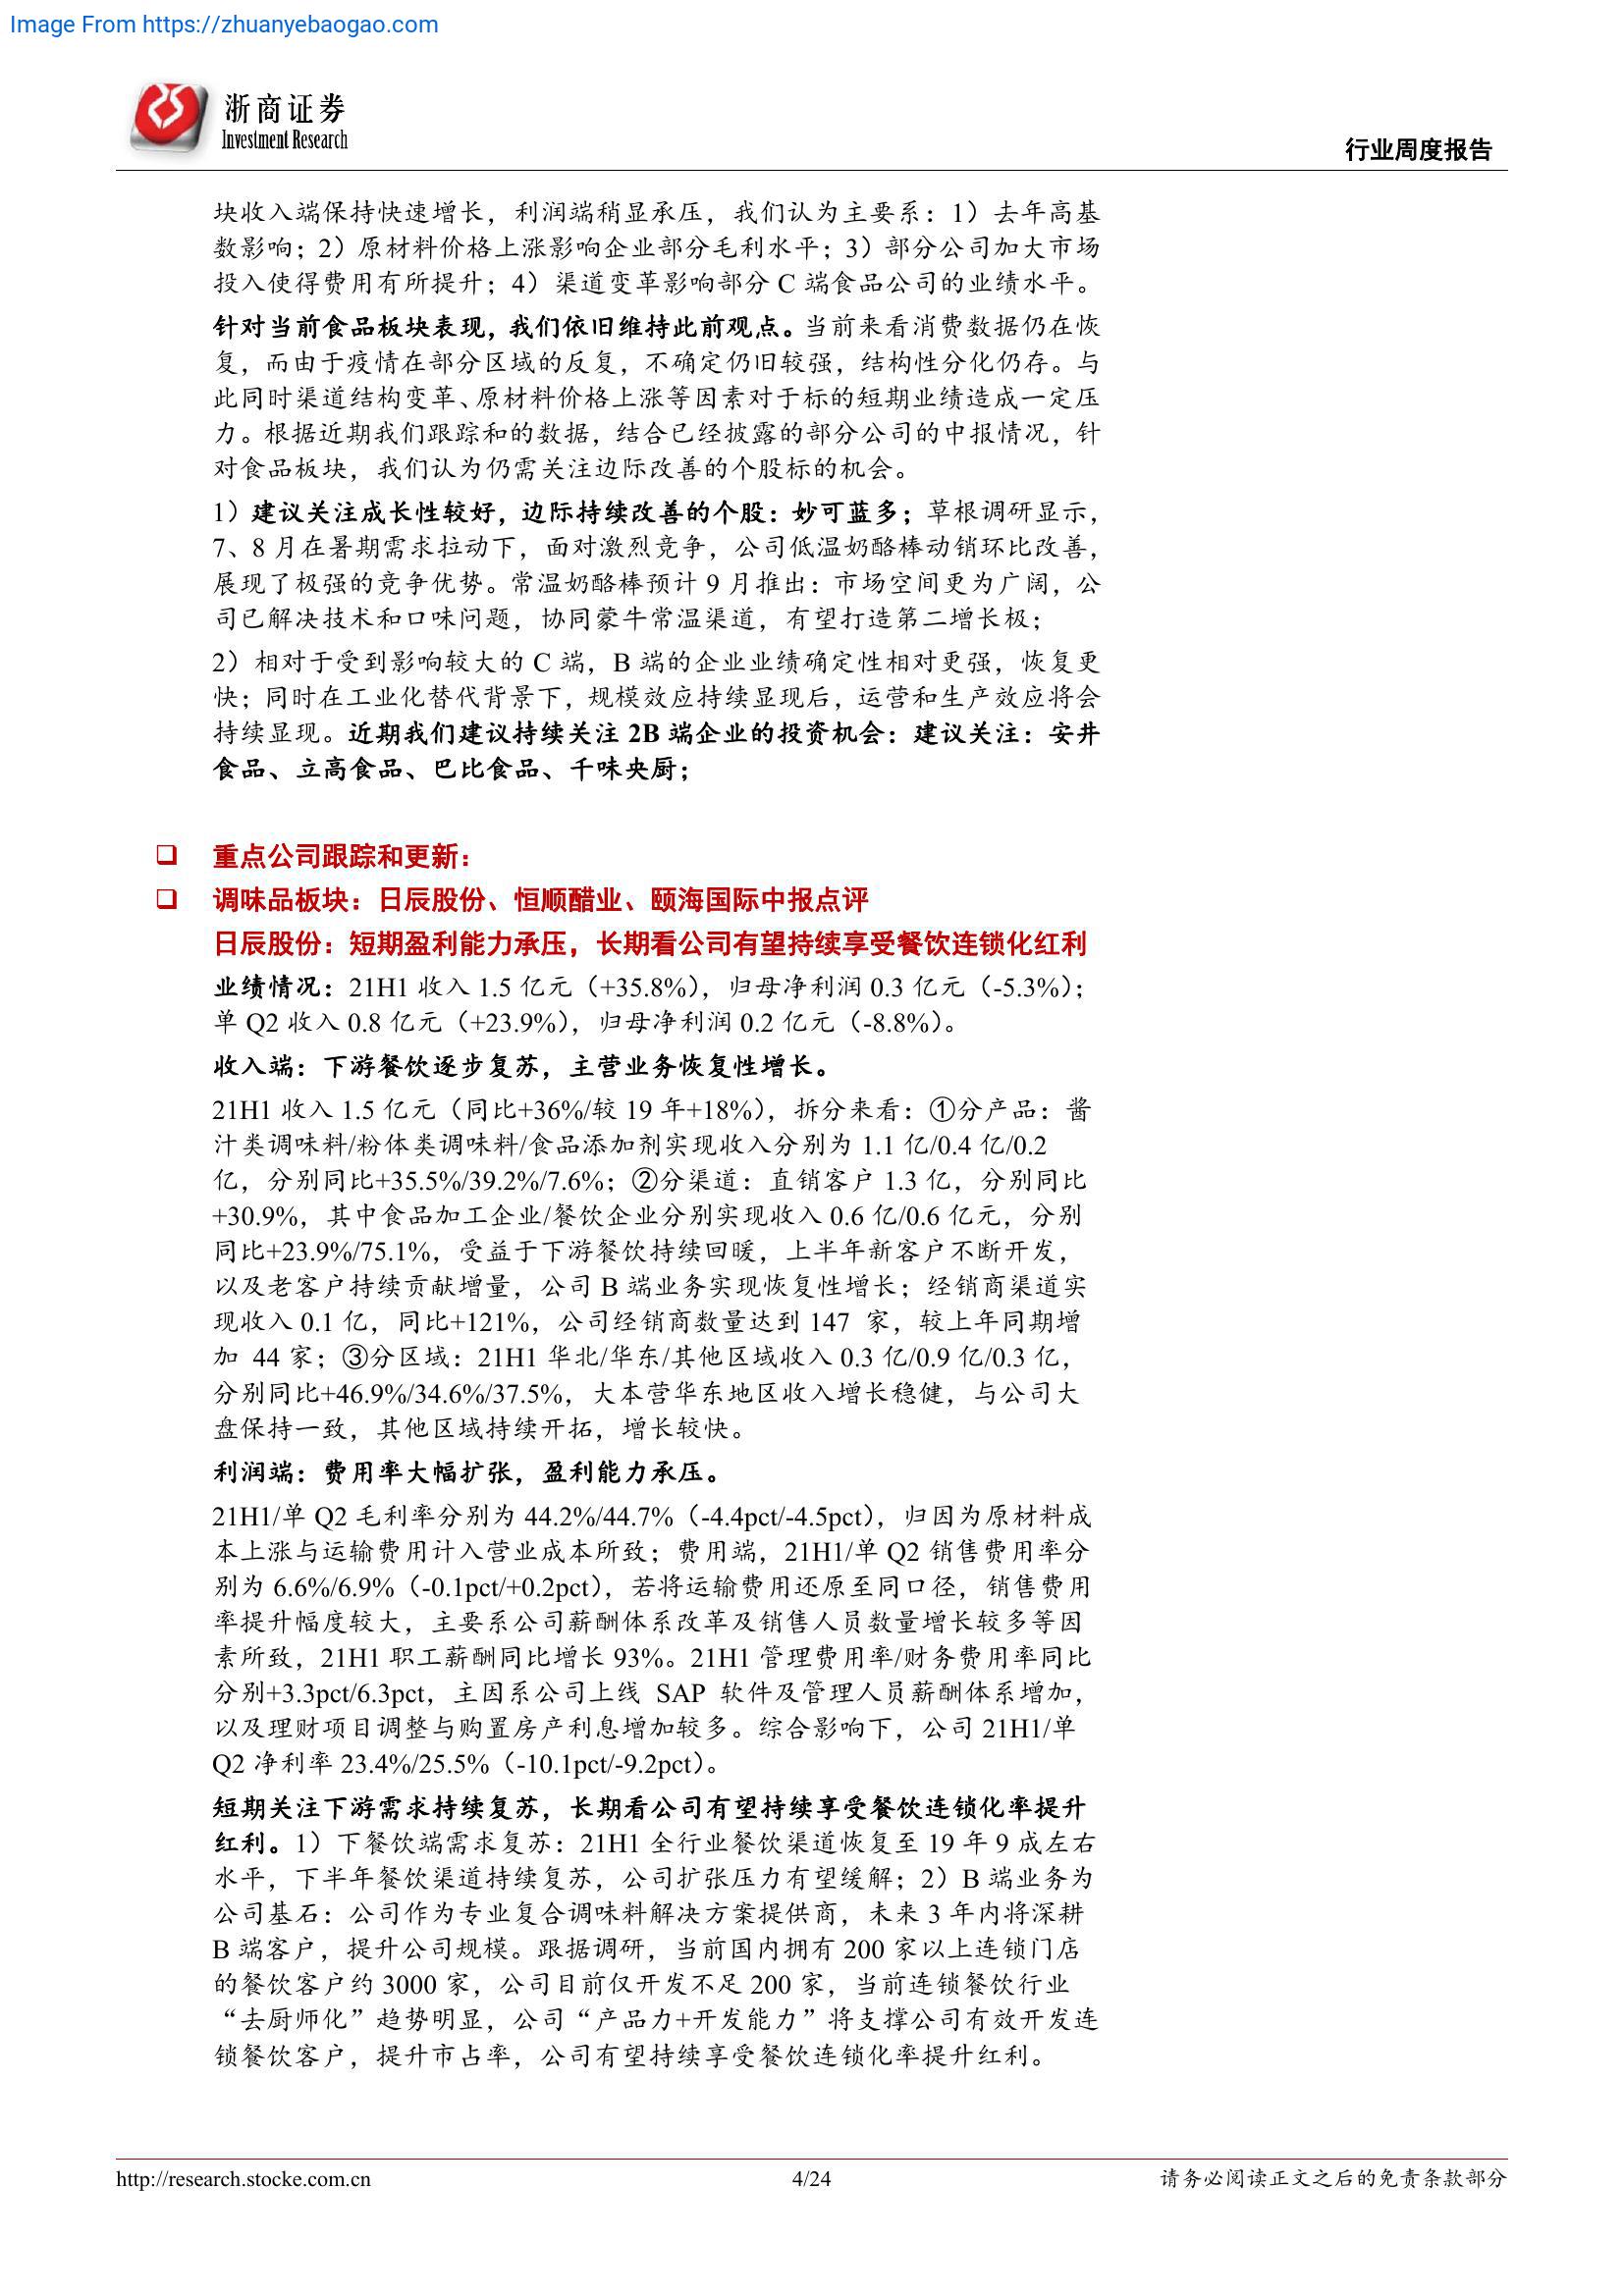 Image From https://zhuanyebaogao.com
浙商证券
Investment Research
行业周度报告
块收入端保持快速增长，利润端稍显承压，我们认为主要系：1）去年高基
数影响；2）原材料价格上涨影响企业部分毛利水平；3）部分公司加大市场
投入使得费用有所提升；4）渠道变革影响部分 C 端食品公司的业绩水平。
针对当前食品板块表现，我们依旧维持此前观点。当前来看消费数据仍在恢
复，而由于疫情在部分区域的反复，不确定仍旧较强，结构性分化仍存。与
此同时渠道结构变革、原材料价格上涨等因素对于标的短期业绩造成一定压
力。根据近期我们跟踪和的数据，结合已经披露的部分公司的中报情况，针
对食品板块，我们认为仍需关注边际改善的个股标的机会。
1）建议关注成长性较好，边际持续改善的个股：妙可蓝多；草根调研显示，
7、8 月在暑期需求拉动下，面对激烈竞争，公司低温奶酪棒动销环比改善，
展现了极强的竞争优势。常温奶酪棒预计 9 月推出：市场空间更为广阔，公
司已解决技术和口味问题，协同蒙牛常温渠道，有望打造第二增长极；
2）相对于受到影响较大的 C 端，B 端的企业业绩确定性相对更强，恢复更
快；同时在工业化替代背景下，规模效应持续显现后，运营和生产效应将会
持续显现。近期我们建议持续关注 2B 端企业的投资机会：建议关注：安井
食品、立高食品、巴比食品、千味央厨；
❑ 重点公司跟踪和更新：
❑ 调味品板块：日辰股份、恒顺醋业、颐海国际中报点评
日辰股份：短期盈利能力承压，长期看公司有望持续享受餐饮连锁化红利
业绩情况：21H1 收入 1.5 亿元（+35.8%），归母净利润 0.3 亿元（-5.3%）；
单 Q2 收入 0.8 亿元（+23.9%），归母净利润 0.2 亿元（-8.8%）。
收入端：下游餐饮逐步复苏，主营业务恢复性增长。
21H1 收入 1.5 亿元（同比+36%/较 19 年+18%），拆分来看：①分产品：酱
汁类调味料/粉体类调味料/食品添加剂实现收入分别为 1.1 亿/0.4 亿/0.2
亿，分别同比+35.5%/39.2%/7.6%；②分渠道：直销客户 1.3 亿，分别同比
+30.9%，其中食品加工企业/餐饮企业分别实现收入 0.6 亿/0.6 亿元，分别
同比+23.9%/75.1%，受益于下游餐饮持续回暖，上半年新客户不断开发，
以及老客户持续贡献增量，公司 B 端业务实现恢复性增长；经销商渠道实
现收入 0.1 亿，同比+121%，公司经销商数量达到 147 家，较上年同期增
加 44 家；③分区域：21H1 华北/华东/其他区域收入 0.3 亿/0.9 亿/0.3 亿，
分别同比+46.9%/34.6%/37.5%，大本营华东地区收入增长稳健，与公司大
盘保持一致，其他区域持续开拓，增长较快。
利润端：费用率大幅扩张，盈利能力承压。
21H1/单 Q2 毛利率分别为 44.2%/44.7%（-4.4pct/-4.5pct），归因为原材料成
本上涨与运输费用计入营业成本所致；费用端，21H1/单 Q2 销售费用率分
别为 6.6%/6.9%（-0.1pct/+0.2pct），若将运输费用还原至同口径，销售费用
率提升幅度较大，主要系公司薪酬体系改革及销售人员数量增长较多等因
素所致，21H1 职工薪酬同比增长 93%。21H1 管理费用率/财务费用率同比
分别+3.3pct/6.3pct，主因系公司上线 SAP 软件及管理人员薪酬体系增加，
以及理财项目调整与购置房产利息增加较多。综合影响下，公司 21H1/单
Q2 净利率 23.4%/25.5%（-10.1pct/-9.2pct）。
短期关注下游需求持续复苏，长期看公司有望持续享受餐饮连锁化率提升
红利。1）下餐饮端需求复苏：21H1 全行业餐饮渠道恢复至 19 年 9 成左右
水平，下半年餐饮渠道持续复苏，公司扩张压力有望缓解；2）B 端业务为
公司基石：公司作为专业复合调味料解决方案提供商，未来 3 年内将深耕
B 端客户，提升公司规模。跟据调研，当前国内拥有 200 家以上连锁门店
的餐饮客户约 3000 家，公司目前仅开发不足 200 家，当前连锁餐饮行业
“去厨师化”趋势明显，公司“产品力+开发能力”将支撑公司有效开发连
锁餐饮客户，提升市占率，公司有望持续享受餐饮连锁化率提升红利。
http://research.stocke.com.cn
4/24
请务必阅读正文之后的免责条款部分